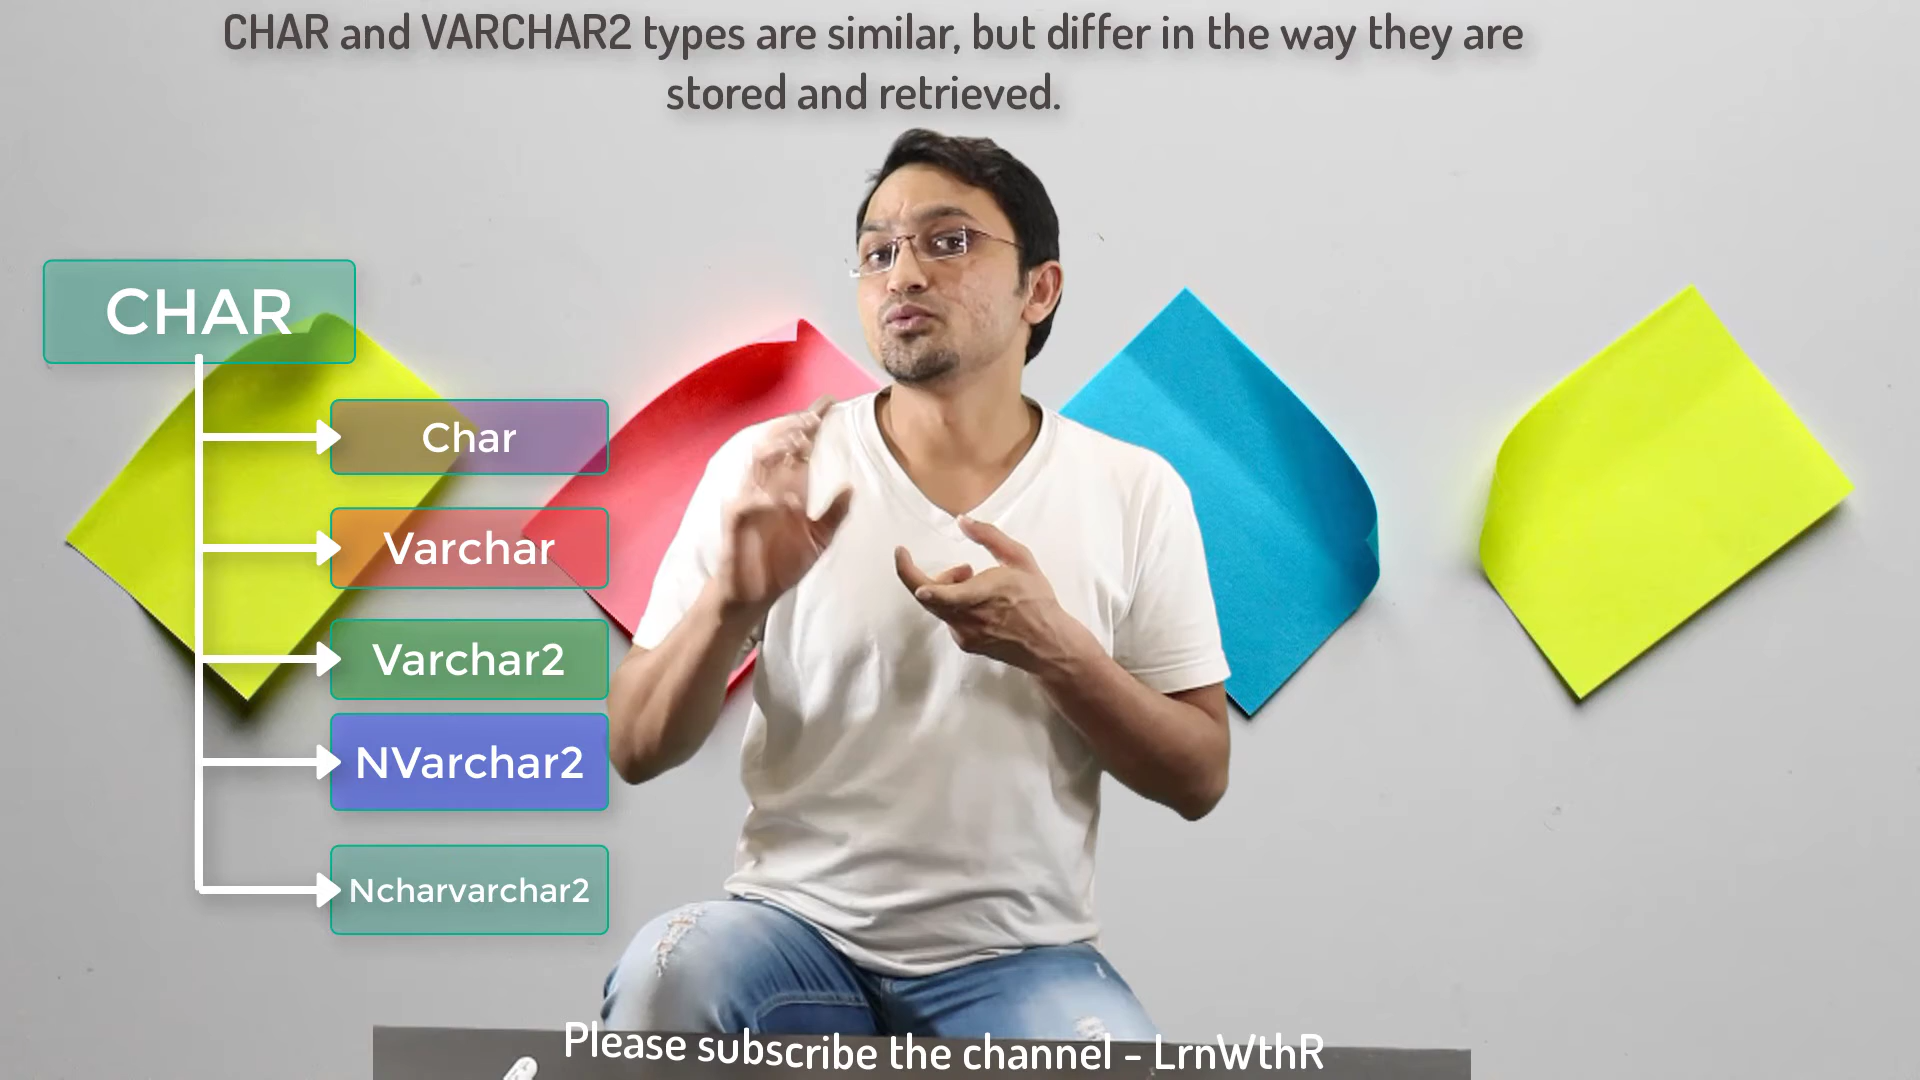 CHAR and VARCHAR2 types are similar, but differ in the way they are
stored and retrieved.
CHAR
Char
Varchar
Varchar2
NVarchar2
Ncharvarchar2
Please subscribe the channel - LrnWthR